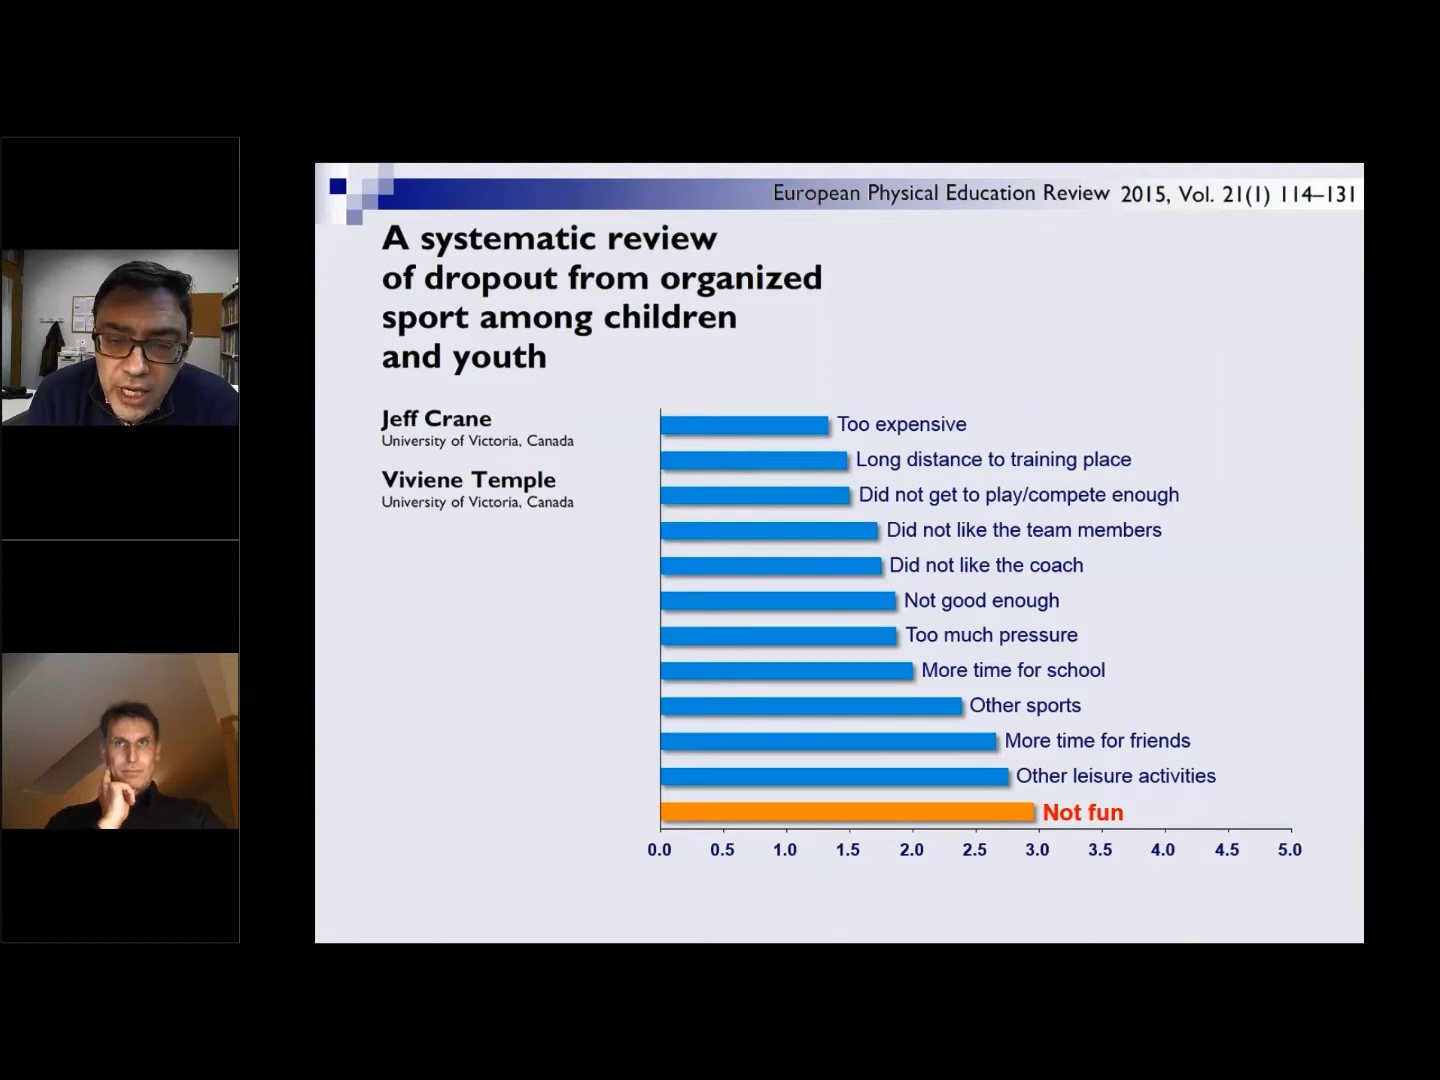 European Physical Education Review 2015, Vol. 21(1) 114–131
A systematic review
of dropout from organized
sport among children
and youth
Jeff Crane
University of Victoria, Canada
Viviene Temple
University of Victoria, Canada
Too expensive
Long distance to training place
Did not get to play/compete enough
Did not like the team members
Did not like the coach
Not good enough
Too much pressure
More time for school
Other sports
More time for friends
Other leisure activities
Not fun
0.0 0.5 1.0 1.5 2.0 2.5 3.0 3.5 4.0 4.5 5.0